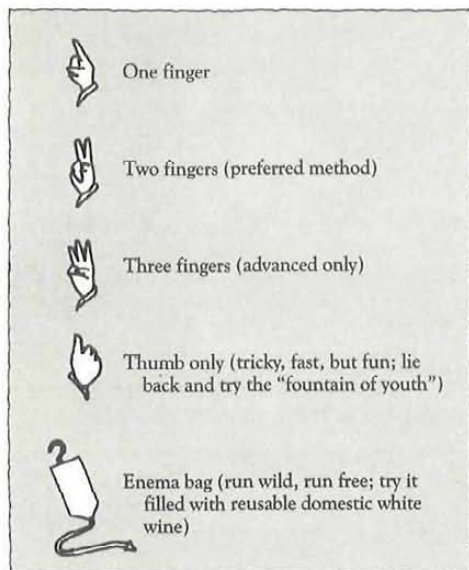 One finger
Two fingers (preferred method)
Three fingers (advanced only)
Thumb only (tricky, fast, but fun; lie
back and try the “fountain of youth”)
Enema bag (run wild, run free; try it
filled with reusable domestic white
wine)